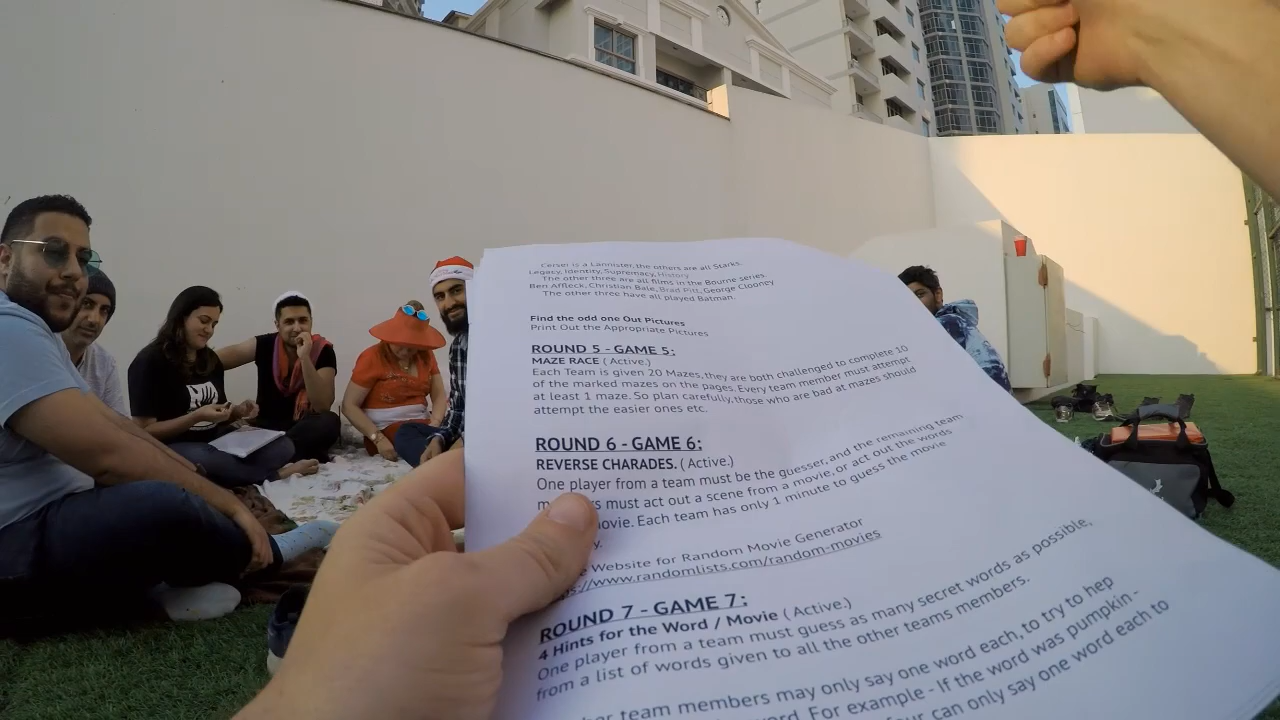 Cersei is a Lannister, the others are all Starks.
Legacy, Identity, Supremacy, History
The other three are all films in the Bourne series
Ben Affleck, Christian Bale, Brad Pitt, George Clooney
The other three have all played Batman.
Find the odd one Out Pictures
Print Out the Appropriate Pictures
ROUND 5 - GAME 5:
MAZE RACE ( Active.)
Each Team is given 20 Mazes, they are both challenged to complete 10
of the marked mazes on the pages. Every team member must attempt
at least 1 maze. So plan carefully, those who are bad at mazes should
attempt the easier ones etc.
ROUND 6 - GAME 6:
REVERSE CHARADES. ( Active.)
One player from a team must be the guesser, and the remaining team
must act out a scene from a movie, or act out the words
movie. Each team has only 1 minute to guess the movie
Website for Random Movie Generator
://www.randomlists.com/random-movies
ROUND 7 - GAME 7:
4 Hints for the Word / Movie ( Active.)
One player from a team must guess as many secret words as possible,
from a list of words given to all the other teams members.
team members may only say one word each, to try to hep
word. For example - If the word was pumpkin -
four can only say one word each to